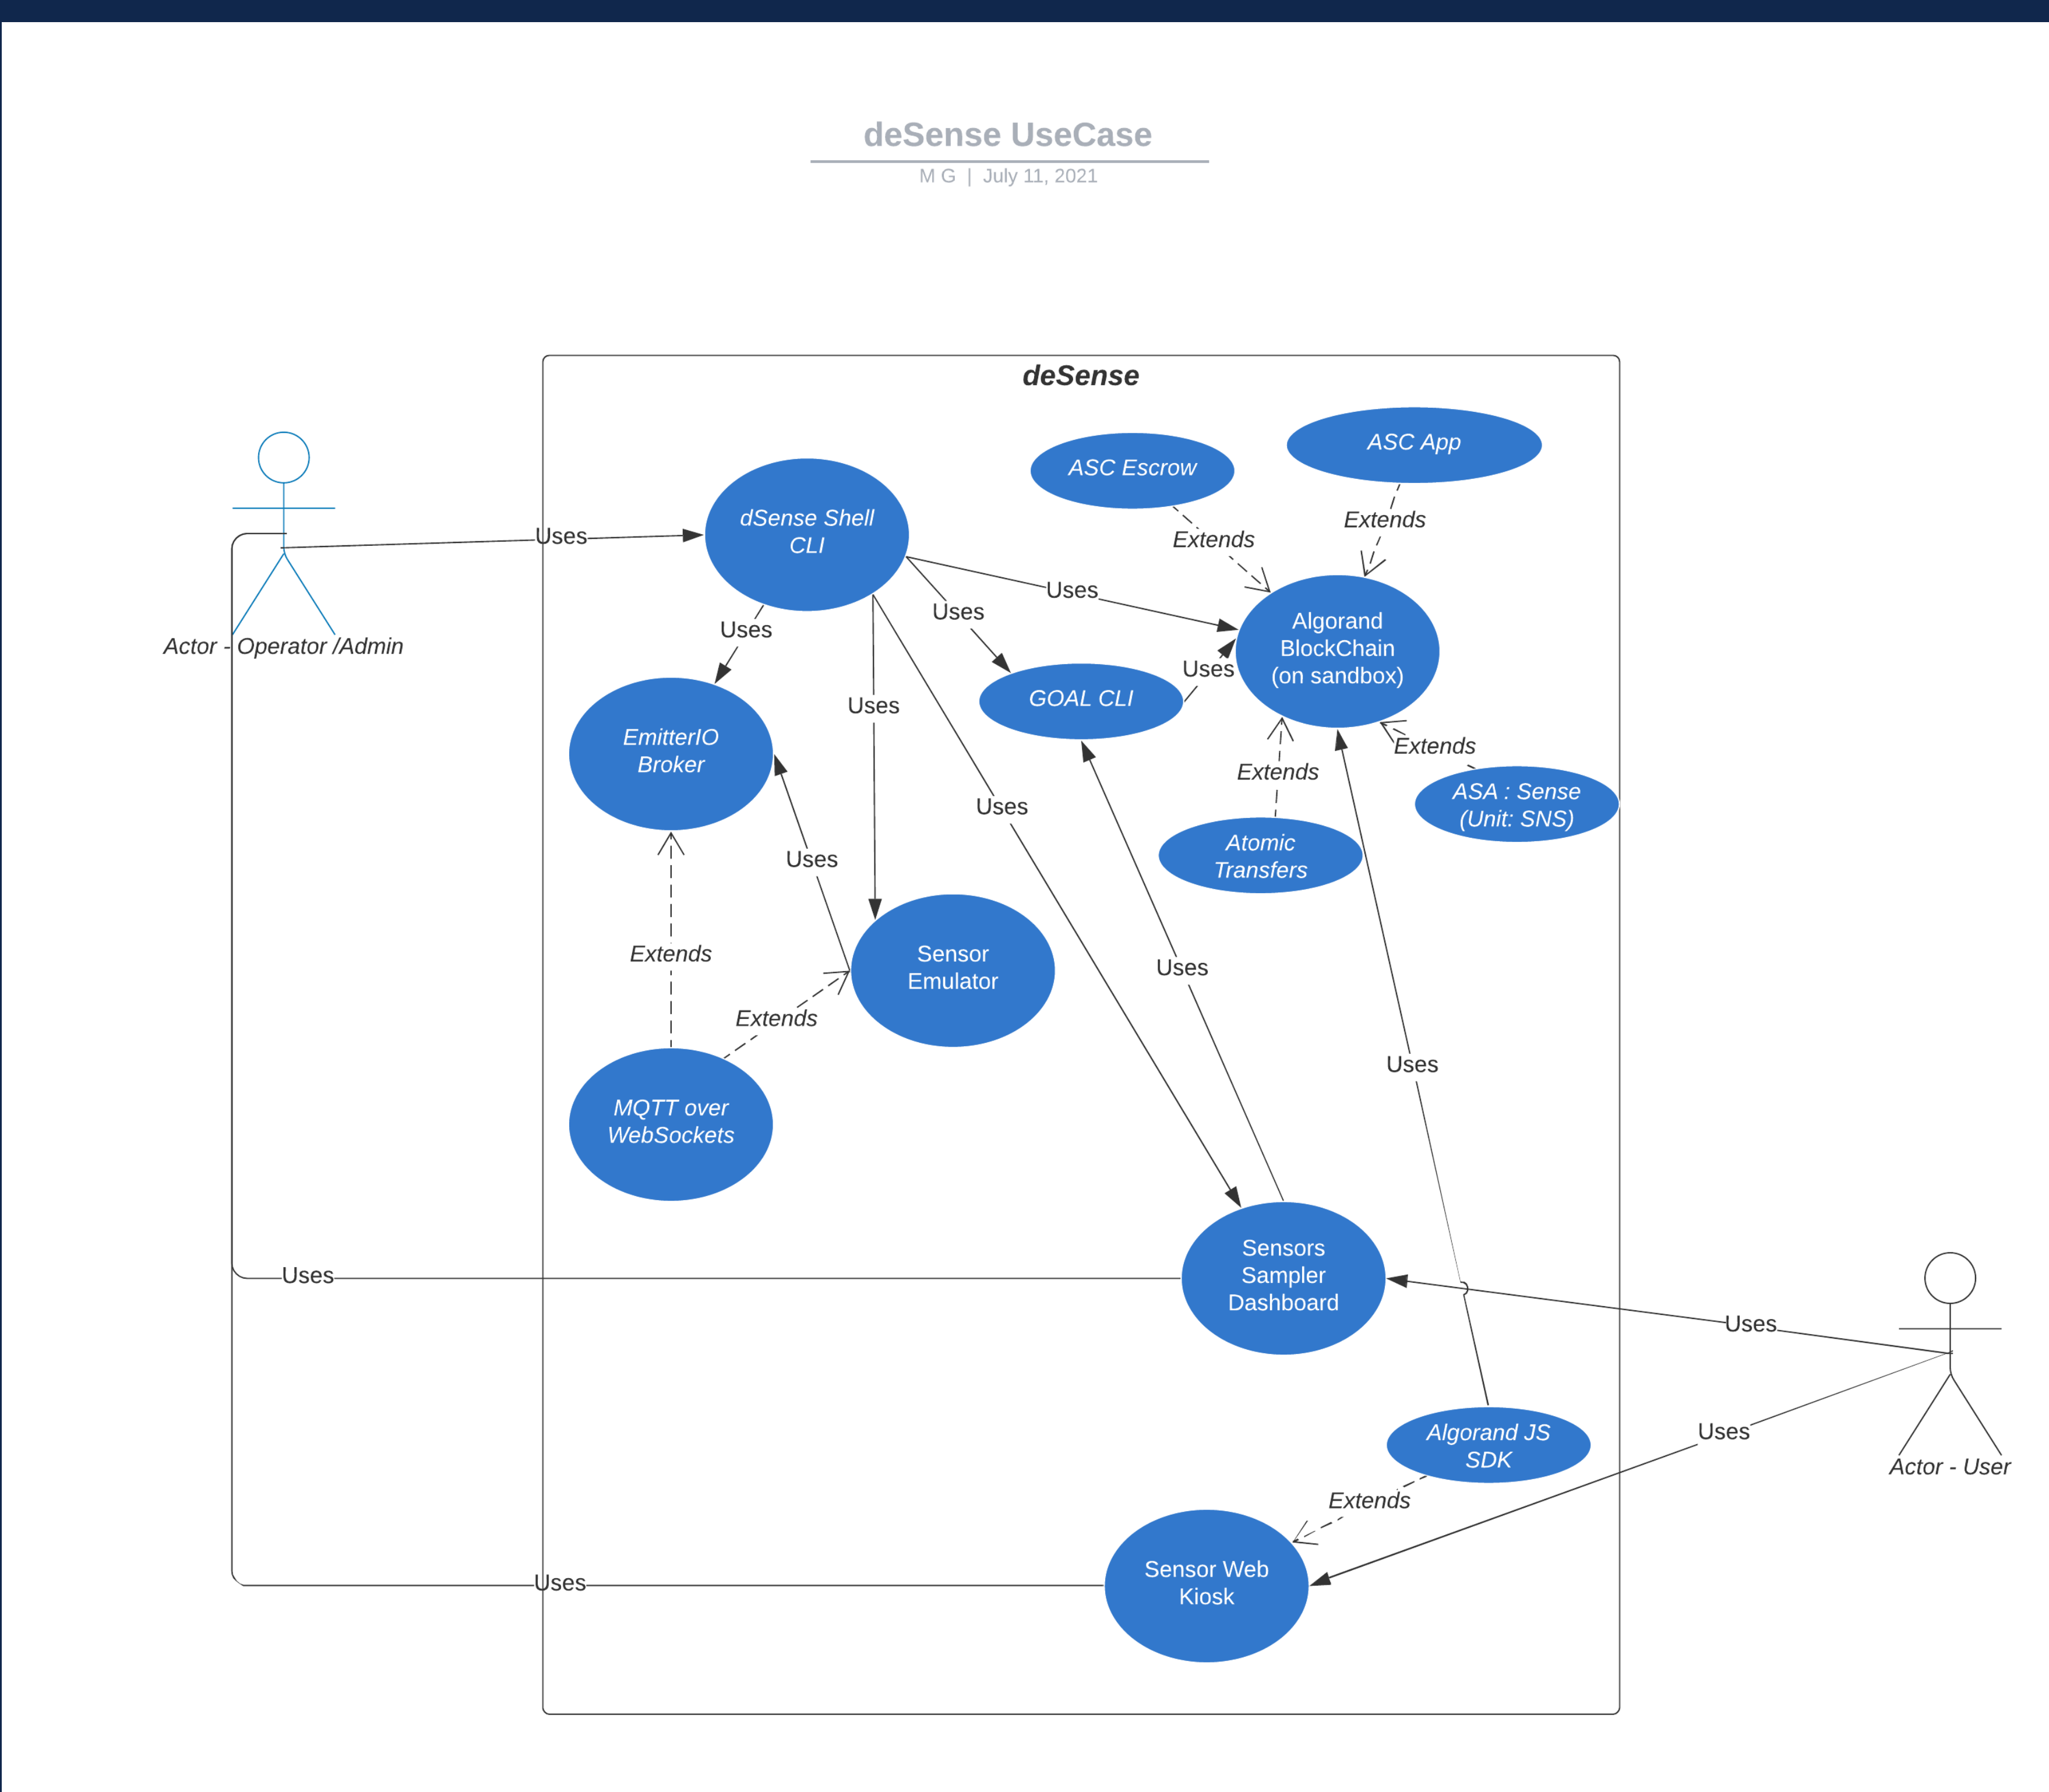 deSense UseCase
M G | July 11, 2021
deSense
ASC App
ASC Escrow
dSense Shell
CLI
Extends
Extends
Uses
Uses
Uses
Uses
Algorand
BlockChain
(on sandbox)
Uses
Actor - Operator /Admin
Uses
GOAL CLI
Uses
EmitterIO
Broker
Extends
Extends
ASA : Sense
(Unit: SNS)
Uses
Atomic
Transfers
Uses
Extends
Sensor
Emulator
Uses
Extends
Uses
MQTT over
WebSockets
Sensors
Sampler
Dashboard
Uses
Uses
Algorand JS
SDK
Uses
Actor - User
Extends
Sensor Web
Kiosk
Uses